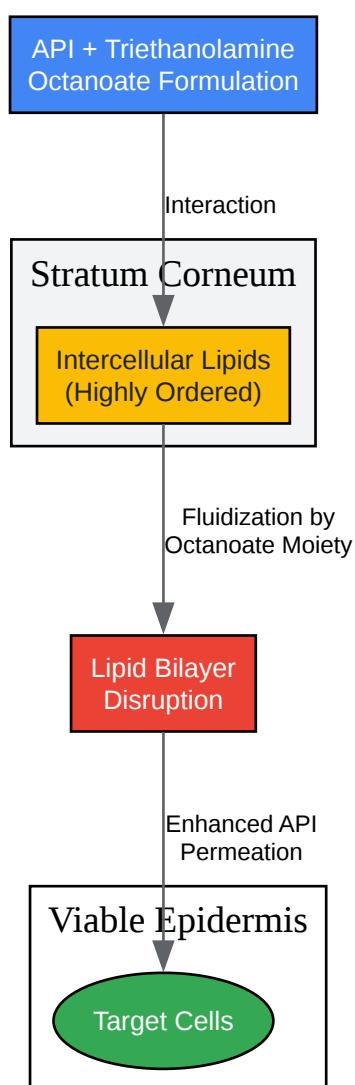 API + Triethanolamine
Octanoate Formulation
Interaction
Stratum Corneum
Intercellular Lipids
(Highly Ordered)
Fluidization by
Octanoate Moiety
Lipid Bilayer
Disruption
Enhanced API
Permeation
Viable Epidermis
Target Cells